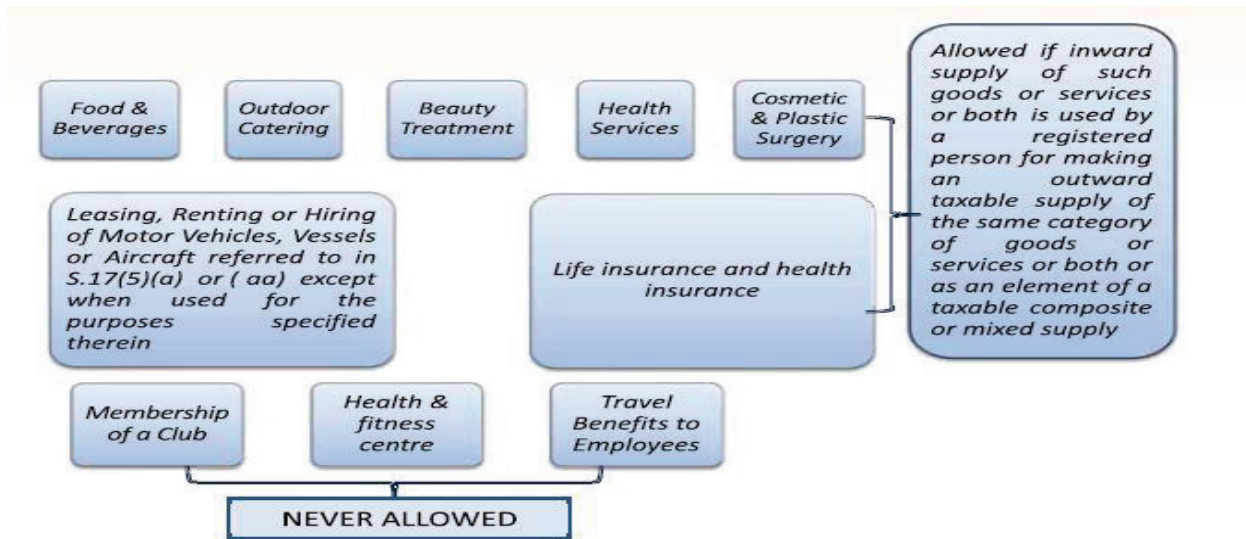 Food &
Beverages
Outdoor
Catering
Beauty
Treatment
Health
Services
Cosmetic
& Plastic
Surgery
Allowed if inward
supply of such
goods or services
or both is used by
a registered
person for making
an outward
taxable supply of
the same category
of goods or
services or both or
as an element of a
taxable composite
or mixed supply
Leasing, Renting or Hiring
of Motor Vehicles, Vessels
or Aircraft referred to in
S.17(5)(a) or ( aa) except
when used for the
purposes specified
therein
Life insurance and health
insurance
Membership
of a Club
Health &
fitness
centre
Travel
Benefits to
Employees
NEVER ALLOWED